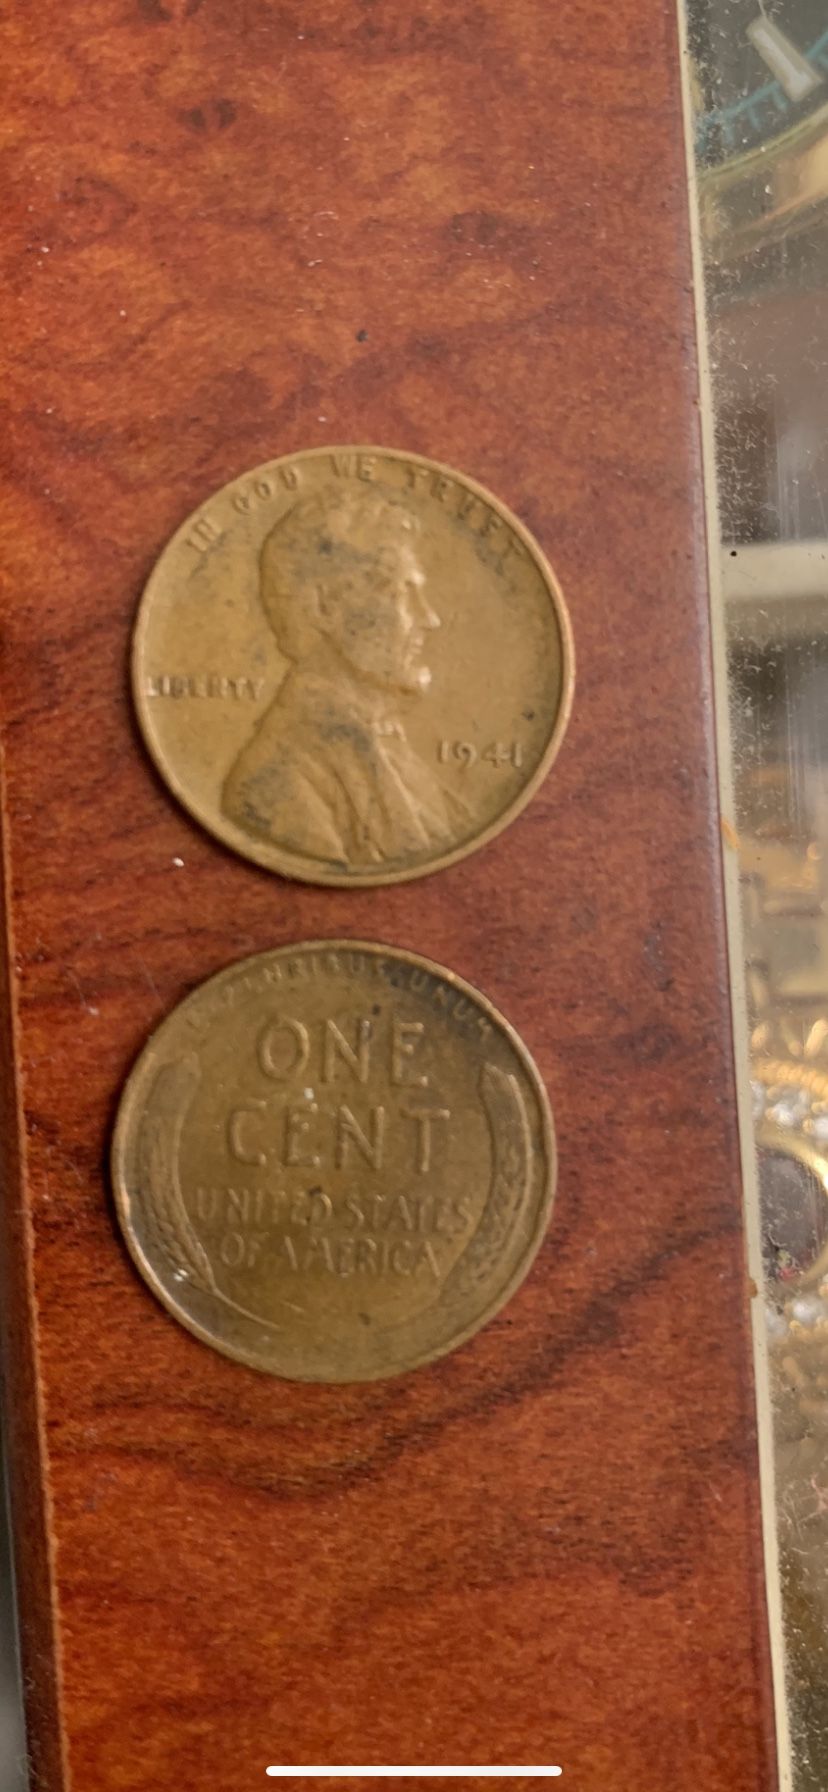 IN GOD WE TRUST
LIBERTY
1941
E·PLURIBUS·UNUM
ONE
CENT
UNITED STATES
OF AMERICA